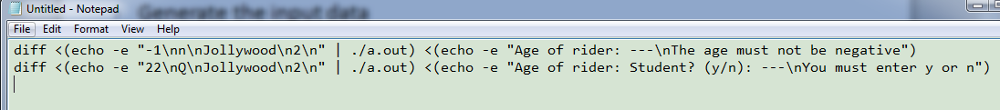 Generate the input data
Untitled - Notepad
File Edit Format View Help
diff <(echo -e "-1\nn\nJollywood\n2\n" | ./a.out) <(echo -e "Age of rider: ---\nThe age must not be negative")
diff <(echo -e "22\nQ\nJollywood\n2\n" | ./a.out) <(echo -e "Age of rider: Student? (y/n): ---\nYou must enter y or n")